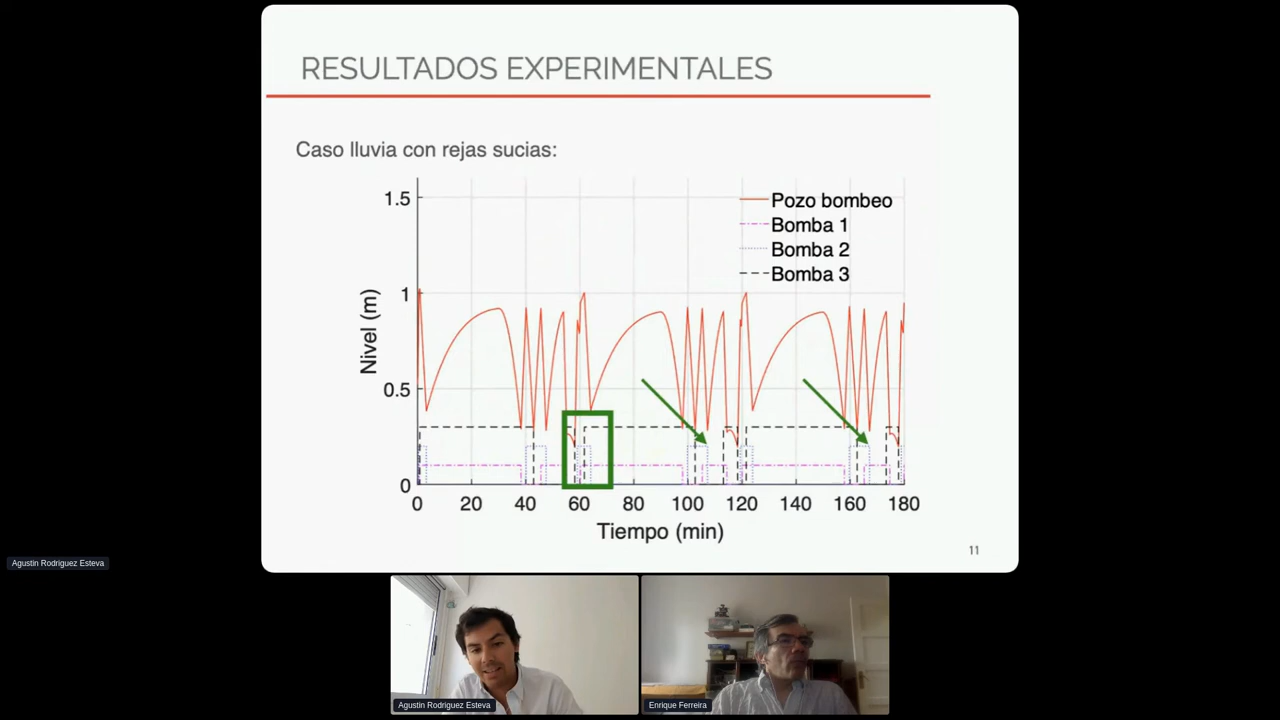 RESULTADOS EXPERIMENTALES
Caso lluvia con rejas sucias:
Pozo bombeo
Bomba 1
Bomba 2
Bomba 3
1.5
1
0.5
0
Nivel (m)
0 20 40 60 80 100 120 140 160 180
Tiempo (min)
11
Agustin Rodriguez Esteva
Agustin Rodriguez Esteva
Enrique Ferreira